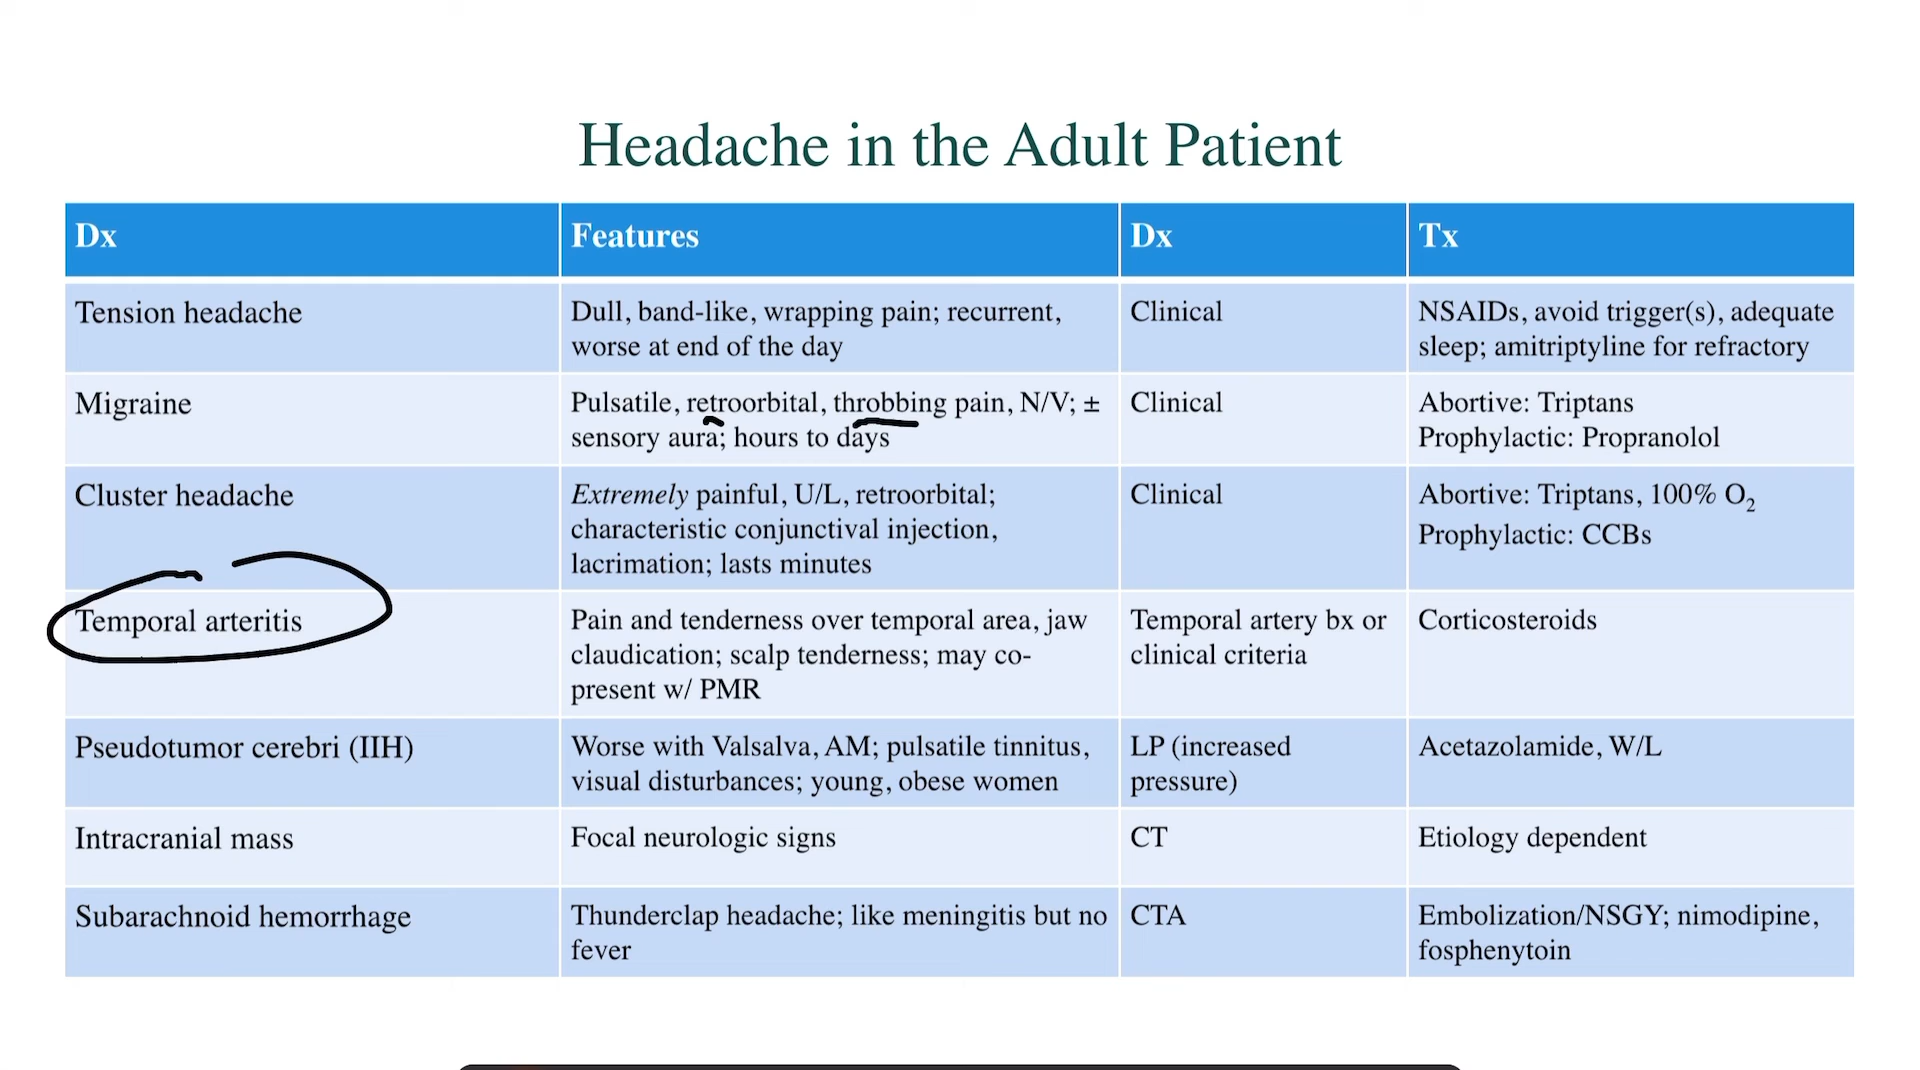 Headache in the Adult Patient
Dx Features Dx Tx
Tension headache
Dull, band-like, wrapping pain; recurrent,
worse at end of the day
Clinical
NSAIDs, avoid trigger(s), adequate
sleep; amitriptyline for refractory
Migraine
Pulsatile, retroorbital, throbbing pain, N/V; ±
sensory aura; hours to days
Clinical
Abortive: Triptans
Prophylactic: Propranolol
Cluster headache
Extremely painful, U/L, retroorbital;
characteristic conjunctival injection,
lacrimation; lasts minutes
Clinical
Abortive: Triptans, 100% O₂
Prophylactic: CCBs
Temporal arteritis
Pain and tenderness over temporal area, jaw
claudication; scalp tenderness; may co-
present w/ PMR
Temporal artery bx or
clinical criteria
Corticosteroids
Pseudotumor cerebri (IIH)
Worse with Valsalva, AM; pulsatile tinnitus,
visual disturbances; young, obese women
LP (increased
pressure)
Acetazolamide, W/L
Intracranial mass
Focal neurologic signs
CT
Etiology dependent
Subarachnoid hemorrhage
Thunderclap headache; like meningitis but no
fever
CTA
Embolization/NSGY; nimodipine,
fosphenytoin